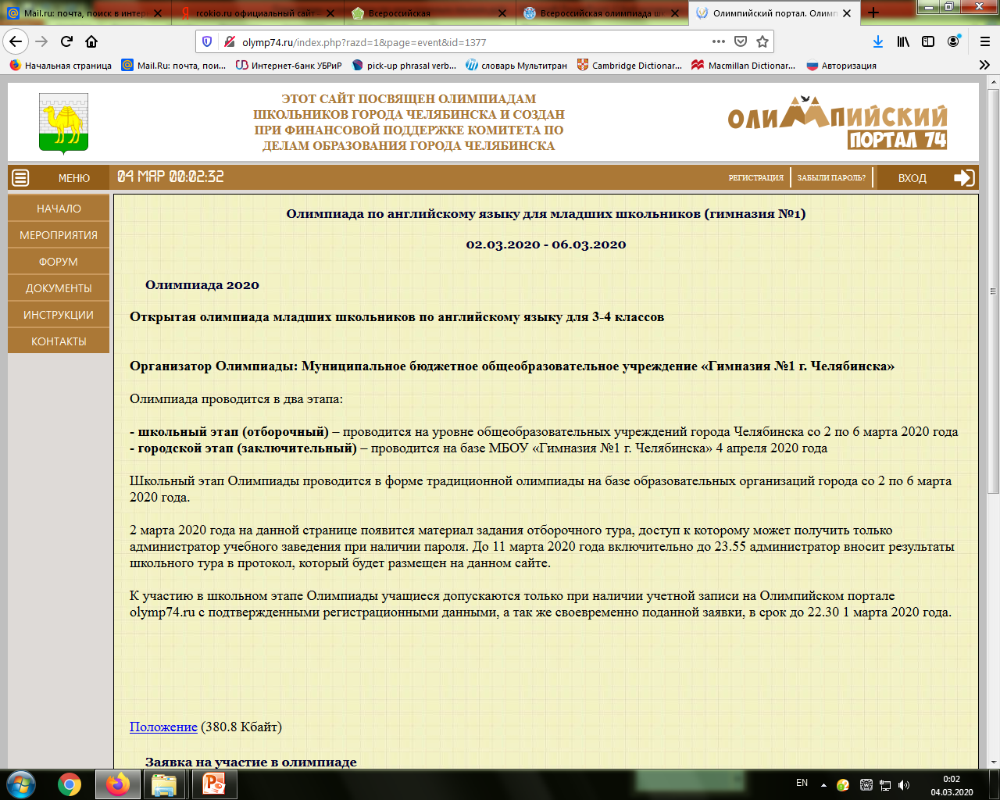 Mail.ru: почта, поиск в интер
rcokio.ru официальный сайт
Всероссийская
Всероссийская олимпиада ш
Олимпийский портал. Олимп
olymp74.ru/index.php?razd=1&page=event&id=1377
Начальная страница
Mail.Ru: почта, пои...
Интернет-банк УБРиР
pick-up phrasal verb...
словарь Мультитран
Cambridge Dictionar...
Macmillan Dictionar...
Авторизация
ЭТОТ САЙТ ПОСВЯЩЕН ОЛИМПИАДАМ
ШКОЛЬНИКОВ ГОРОДА ЧЕЛЯБИНСКА И СОЗДАН
ПРИ ФИНАНСОВОЙ ПОДДЕРЖКЕ КОМИТЕТА ПО
ДЕЛАМ ОБРАЗОВАНИЯ ГОРОДА ЧЕЛЯБИНСКА
ОЛИМПИЙСКИЙ
ПОРТАЛ 74
МЕНЮ
04 МАР 00:02:32
РЕГИСТРАЦИЯ
ЗАБЫЛИ ПАРОЛЬ?
ВХОД
НАЧАЛО
МЕРОПРИЯТИЯ
ФОРУМ
ДОКУМЕНТЫ
ИНСТРУКЦИИ
КОНТАКТЫ
Олимпиада по английскому языку для младших школьников (гимназия №1)
02.03.2020 - 06.03.2020
Олимпиада 2020
Открытая олимпиада младших школьников по английскому языку для 3-4 классов
Организатор Олимпиады: Муниципальное бюджетное общеобразовательное учреждение «Гимназия №1 г. Челябинска»
Олимпиада проводится в два этапа:
- школьный этап (отборочный) – проводится на уровне общеобразовательных учреждений города Челябинска со 2 по 6 марта 2020 года
- городской этап (заключительный) – проводится на базе МБОУ «Гимназия №1 г. Челябинска» 4 апреля 2020 года
Школьный этап Олимпиады проводится в форме традиционной олимпиады на базе образовательных организаций города со 2 по 6 марта
2020 года.
2 марта 2020 года на данной странице появится материал задания отборочного тура, доступ к которому может получить только
администратор учебного заведения при наличии пароля. До 11 марта 2020 года включительно до 23.55 администратор вносит результаты
школьного тура в протокол, который будет размещен на данном сайте.
К участию в школьном этапе Олимпиады учащиеся допускаются только при наличии учетной записи на Олимпийском портале
olymp74.ru с подтвержденными регистрационными данными, а так же своевременно поданной заявки, в срок до 22.30 1 марта 2020 года.
Положение (380.8 Кбайт)
Заявка на участие в олимпиаде
EN
0:02
04.03.2020